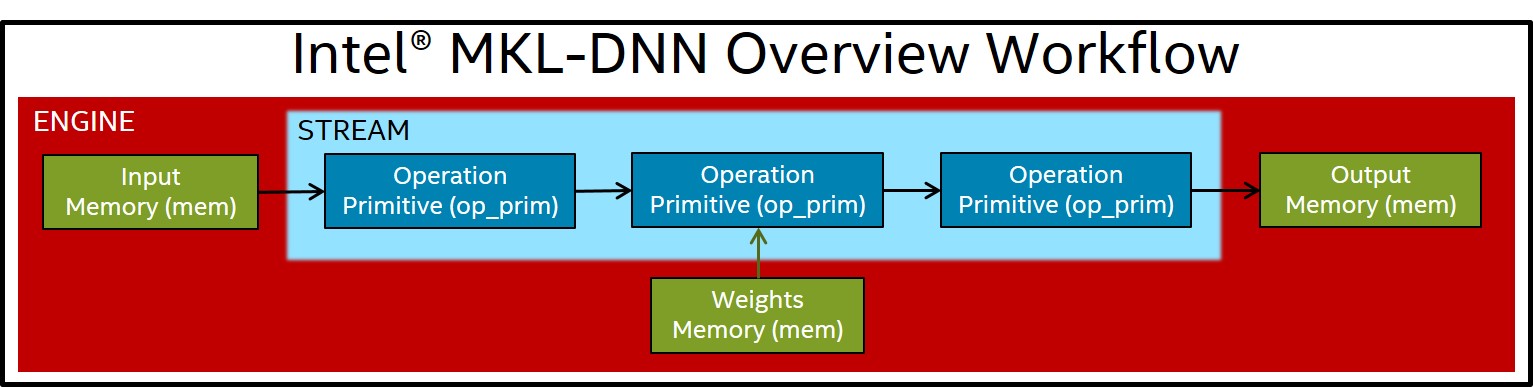 Intel® MKL-DNN Overview Workflow
ENGINE
STREAM
Input
Memory (mem)
Operation
Primitive (op_prim)
Operation
Primitive (op_prim)
Operation
Primitive (op_prim)
Output
Memory (mem)
Weights
Memory (mem)